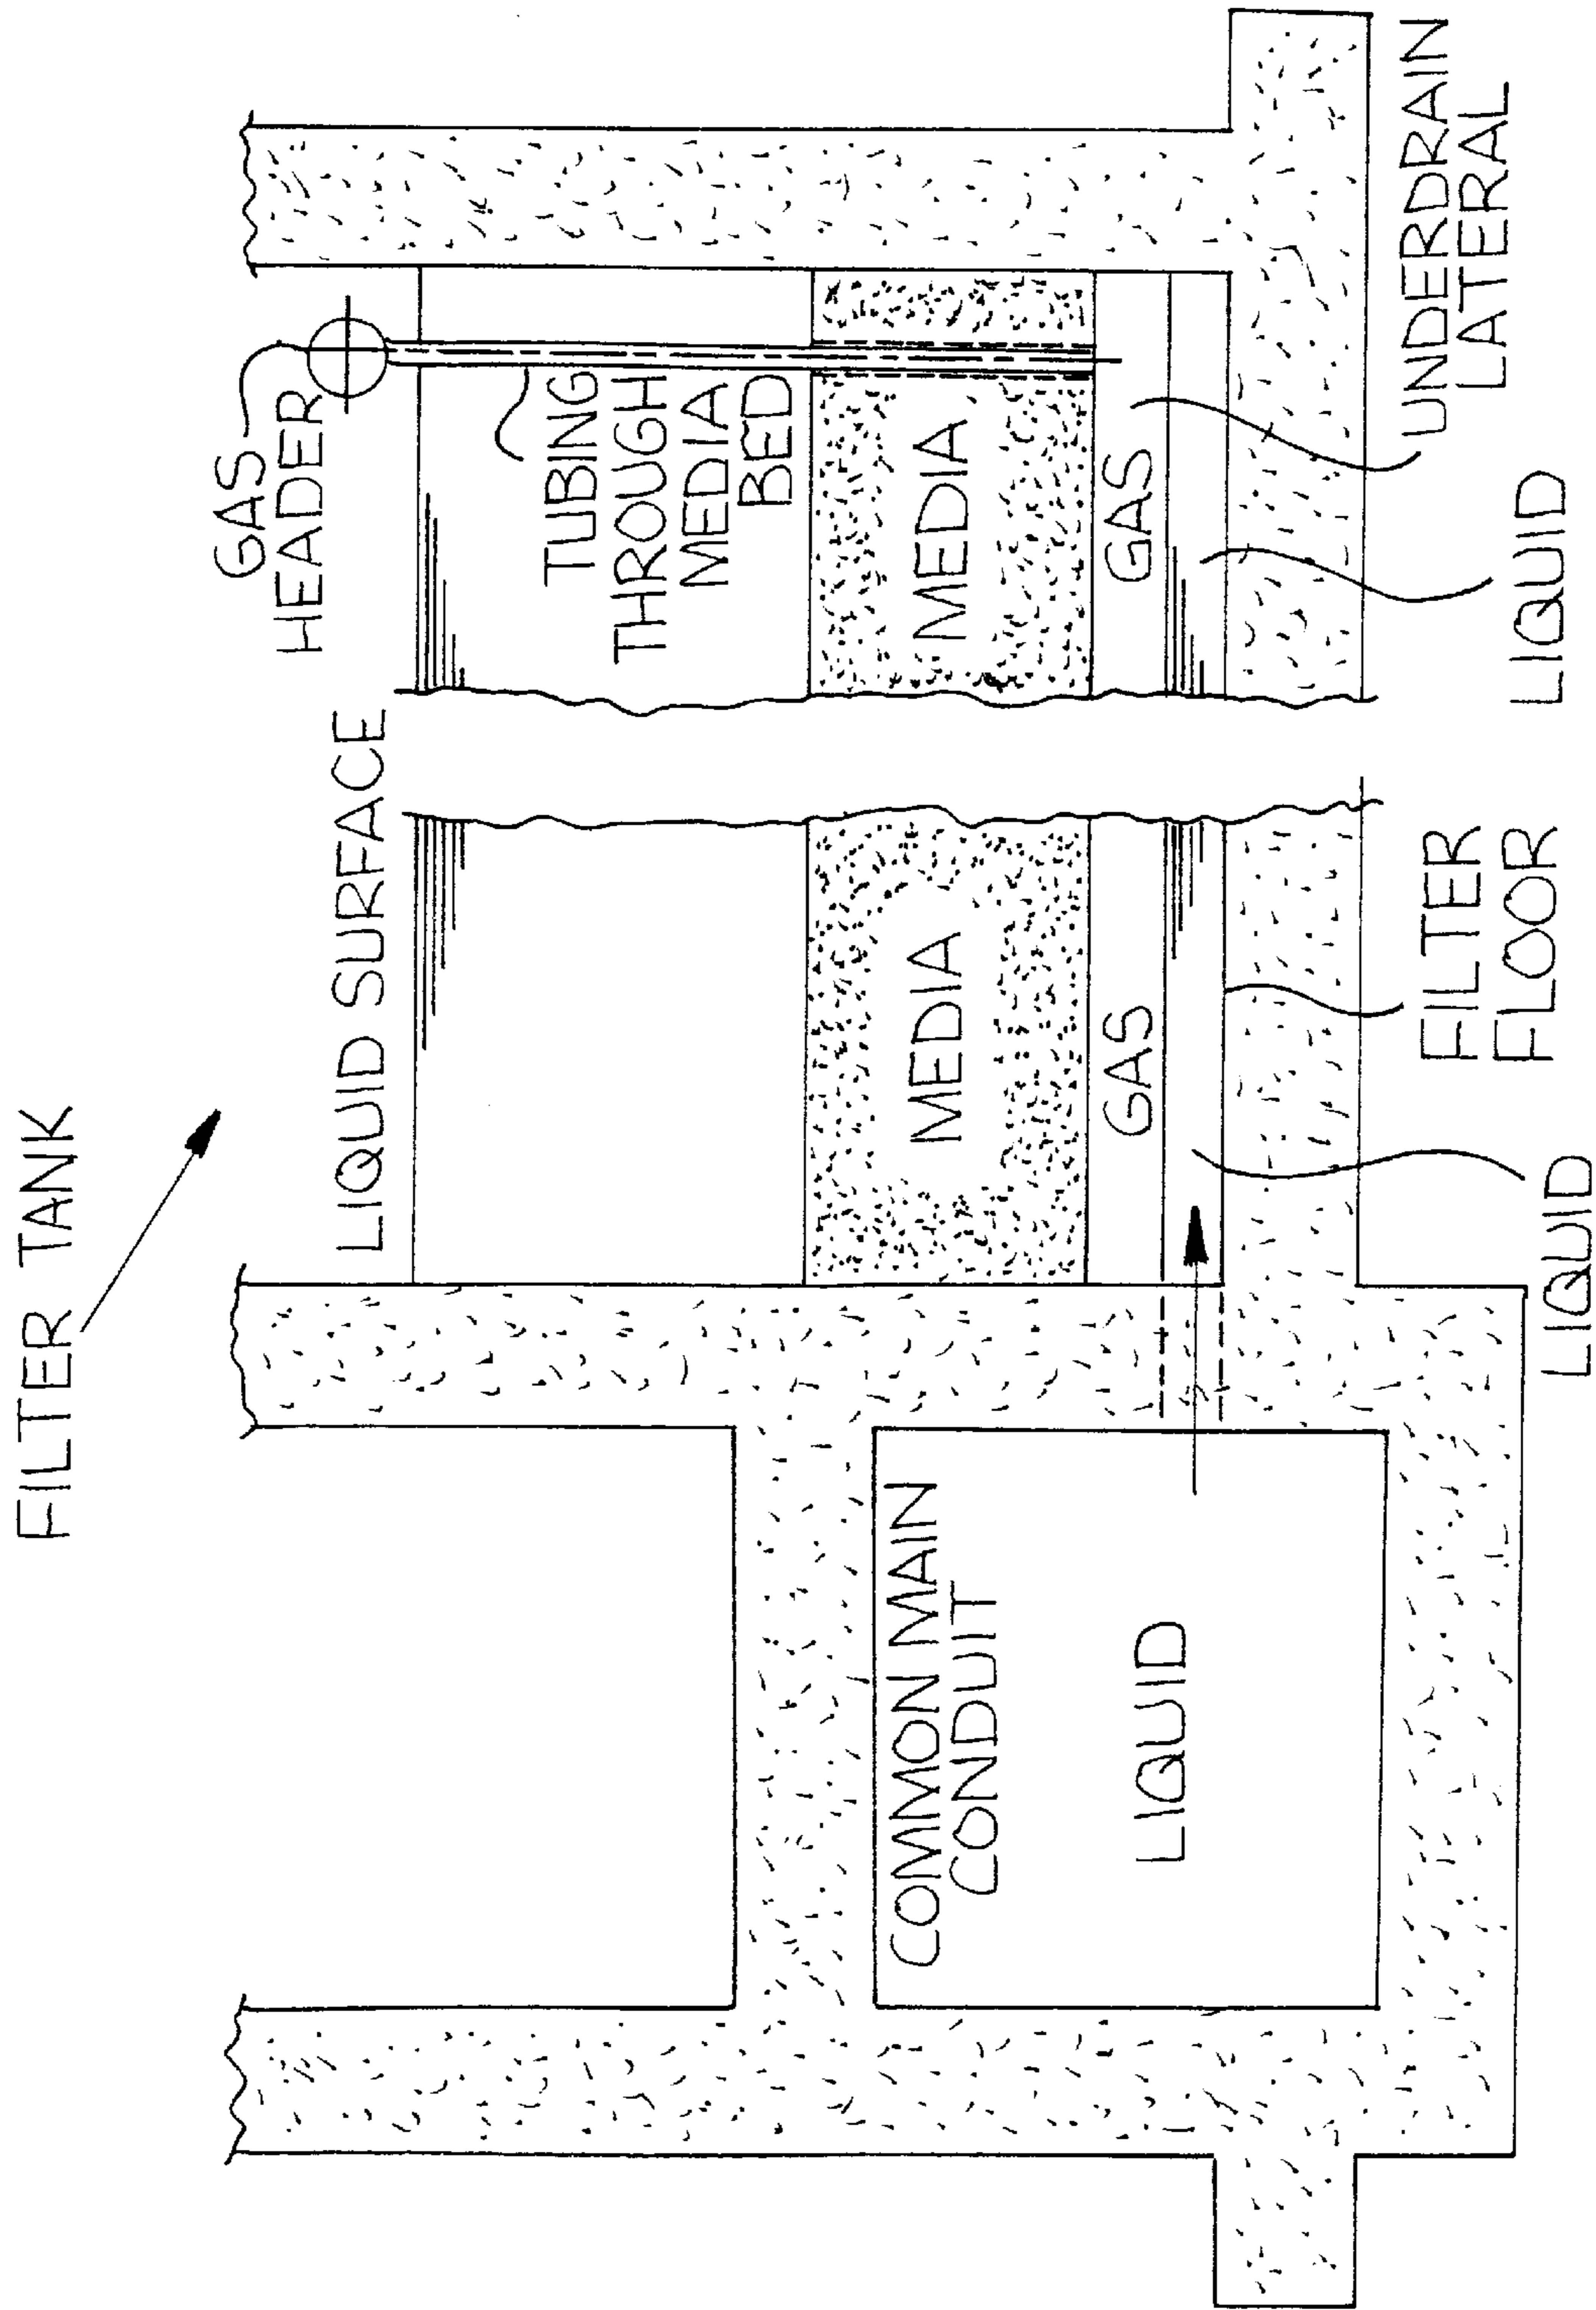 FILTER TANK
LIQUID SURFACE
GAS
HEADER
TUBING
THROUGH
MEDIA
BED
MEDIA
MEDIA
GAS
GAS
COMMON MAIN
CONDUIT
LIQUID
LIQUID
FILTER
FLOOR
LIQUID
UNDERDRAIN
LATERAL